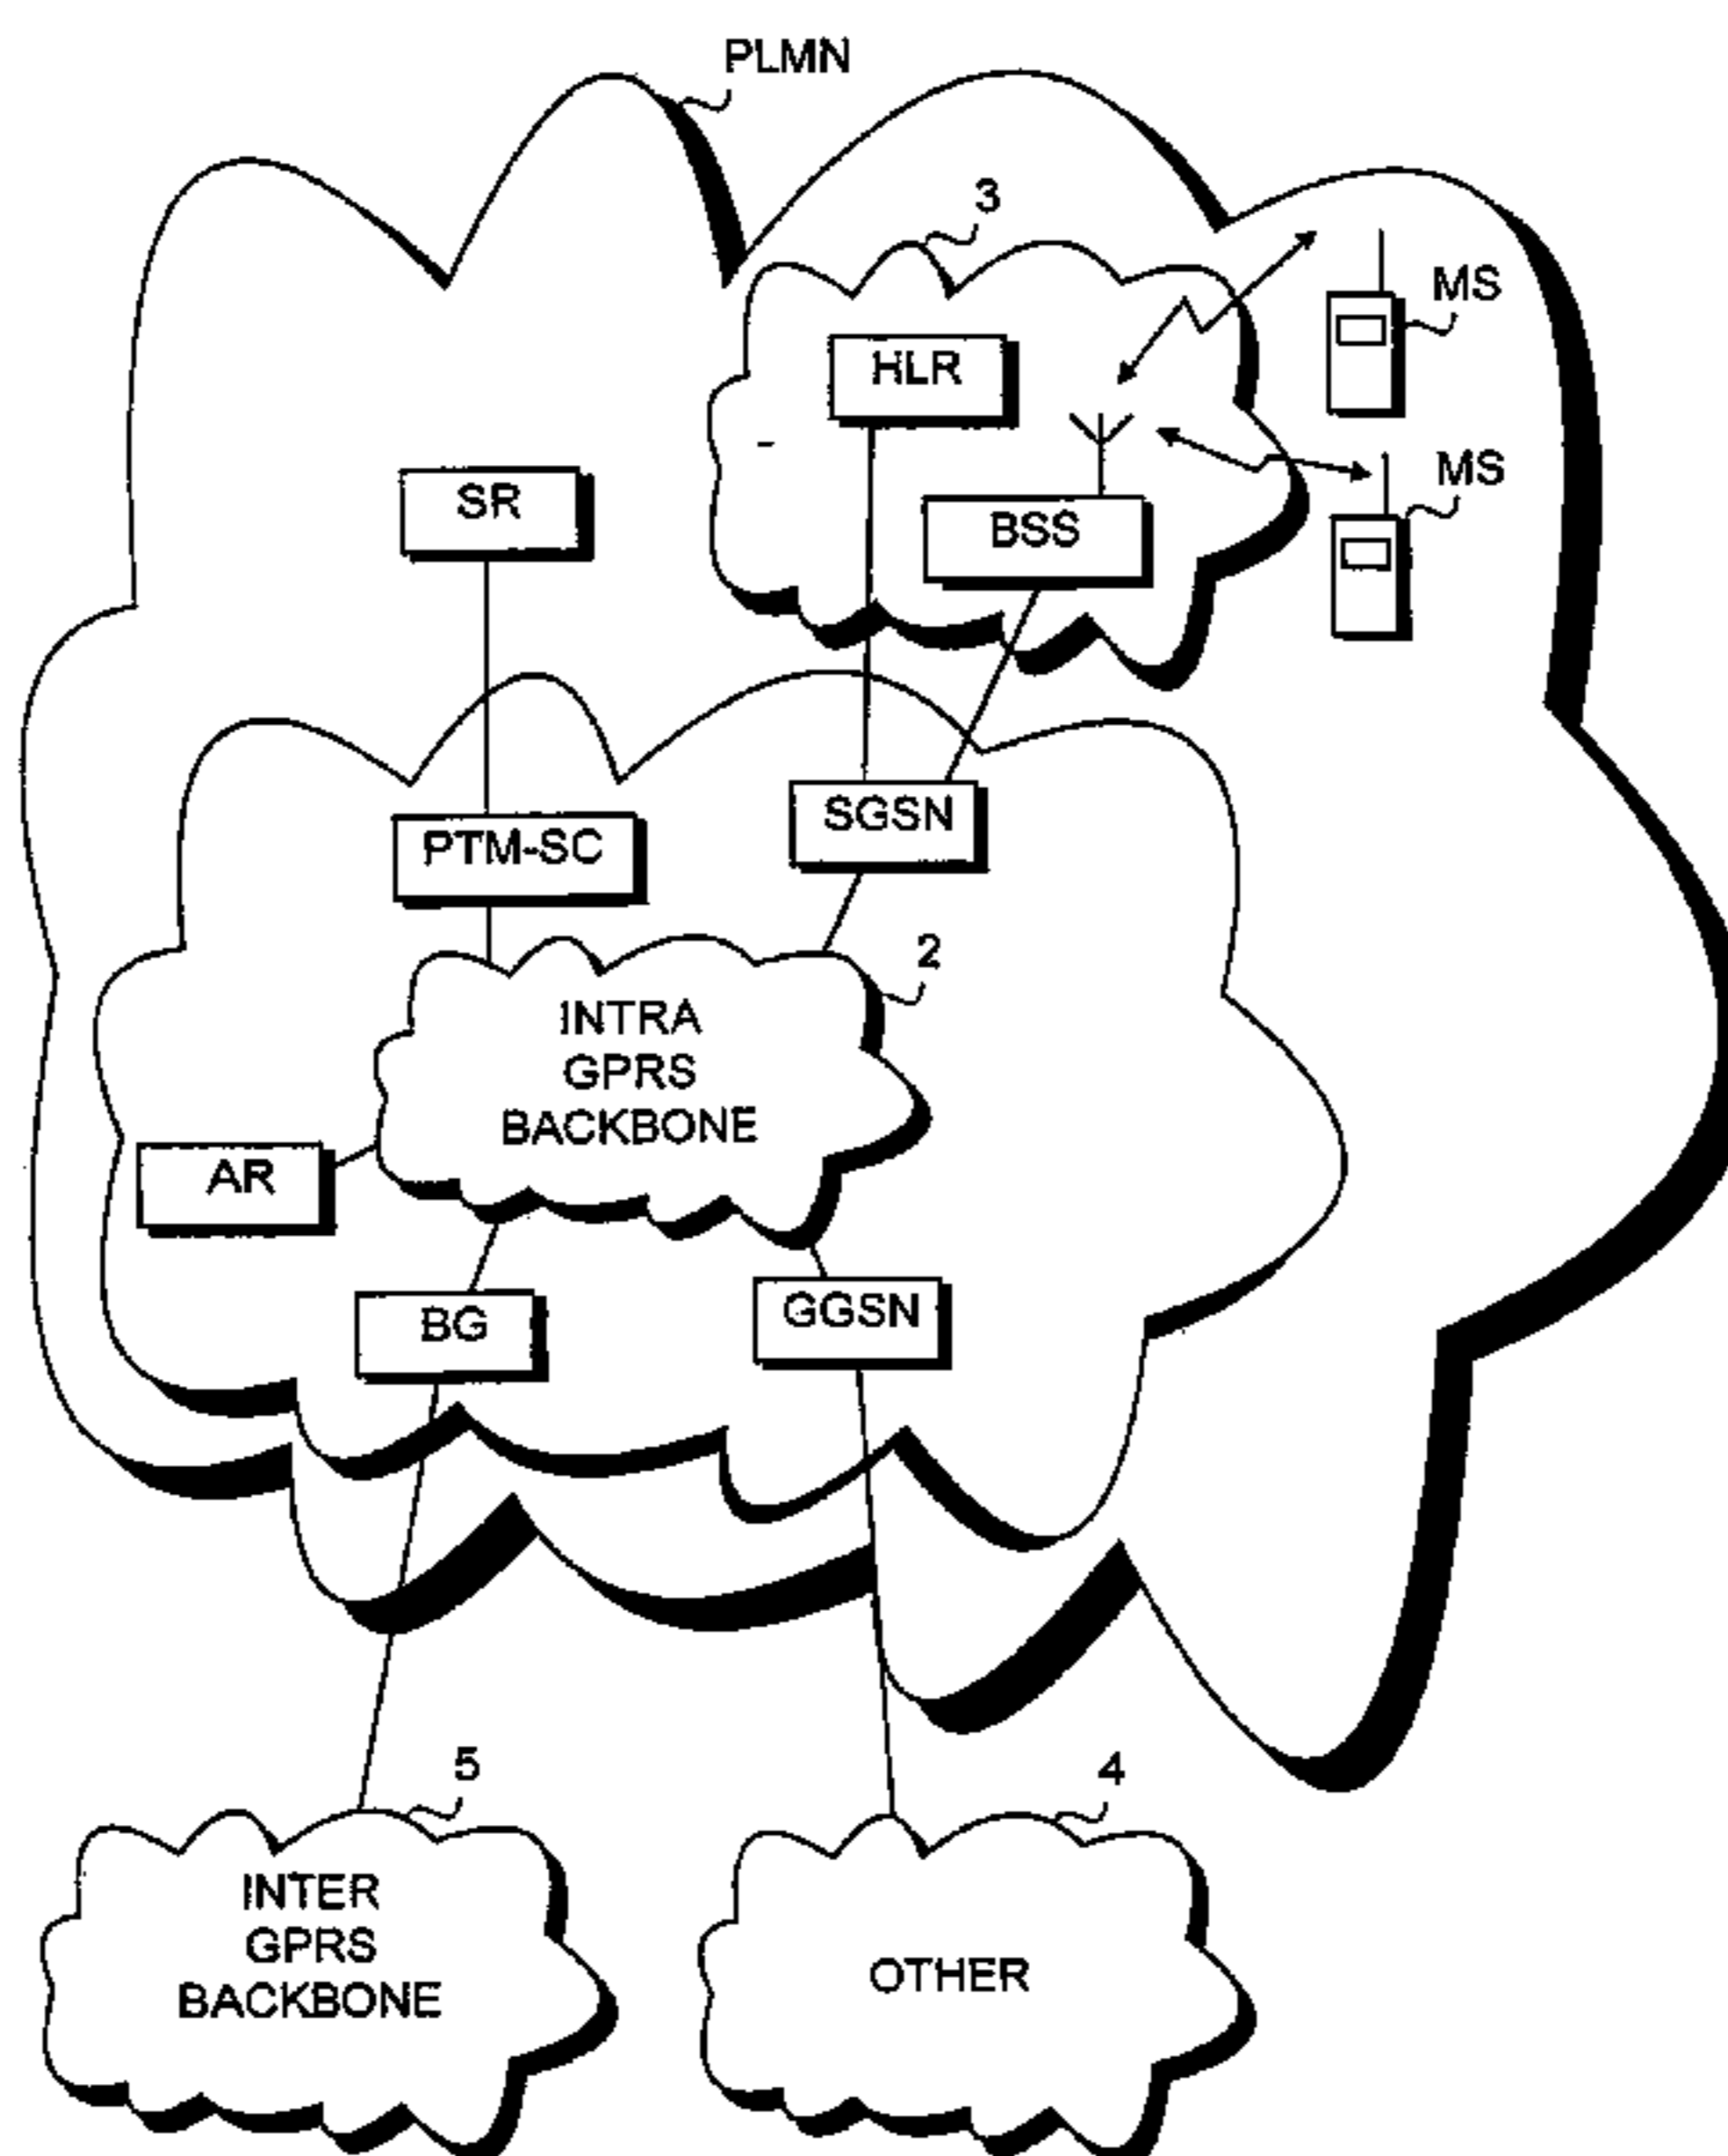 PLMN
3
MS
HLR
MS
SR
BSS
SGSN
PTM-SC
2
INTRA
GPRS
BACKBONE
AR
BG
GGSN
5
4
INTER
GPRS
BACKBONE
OTHER